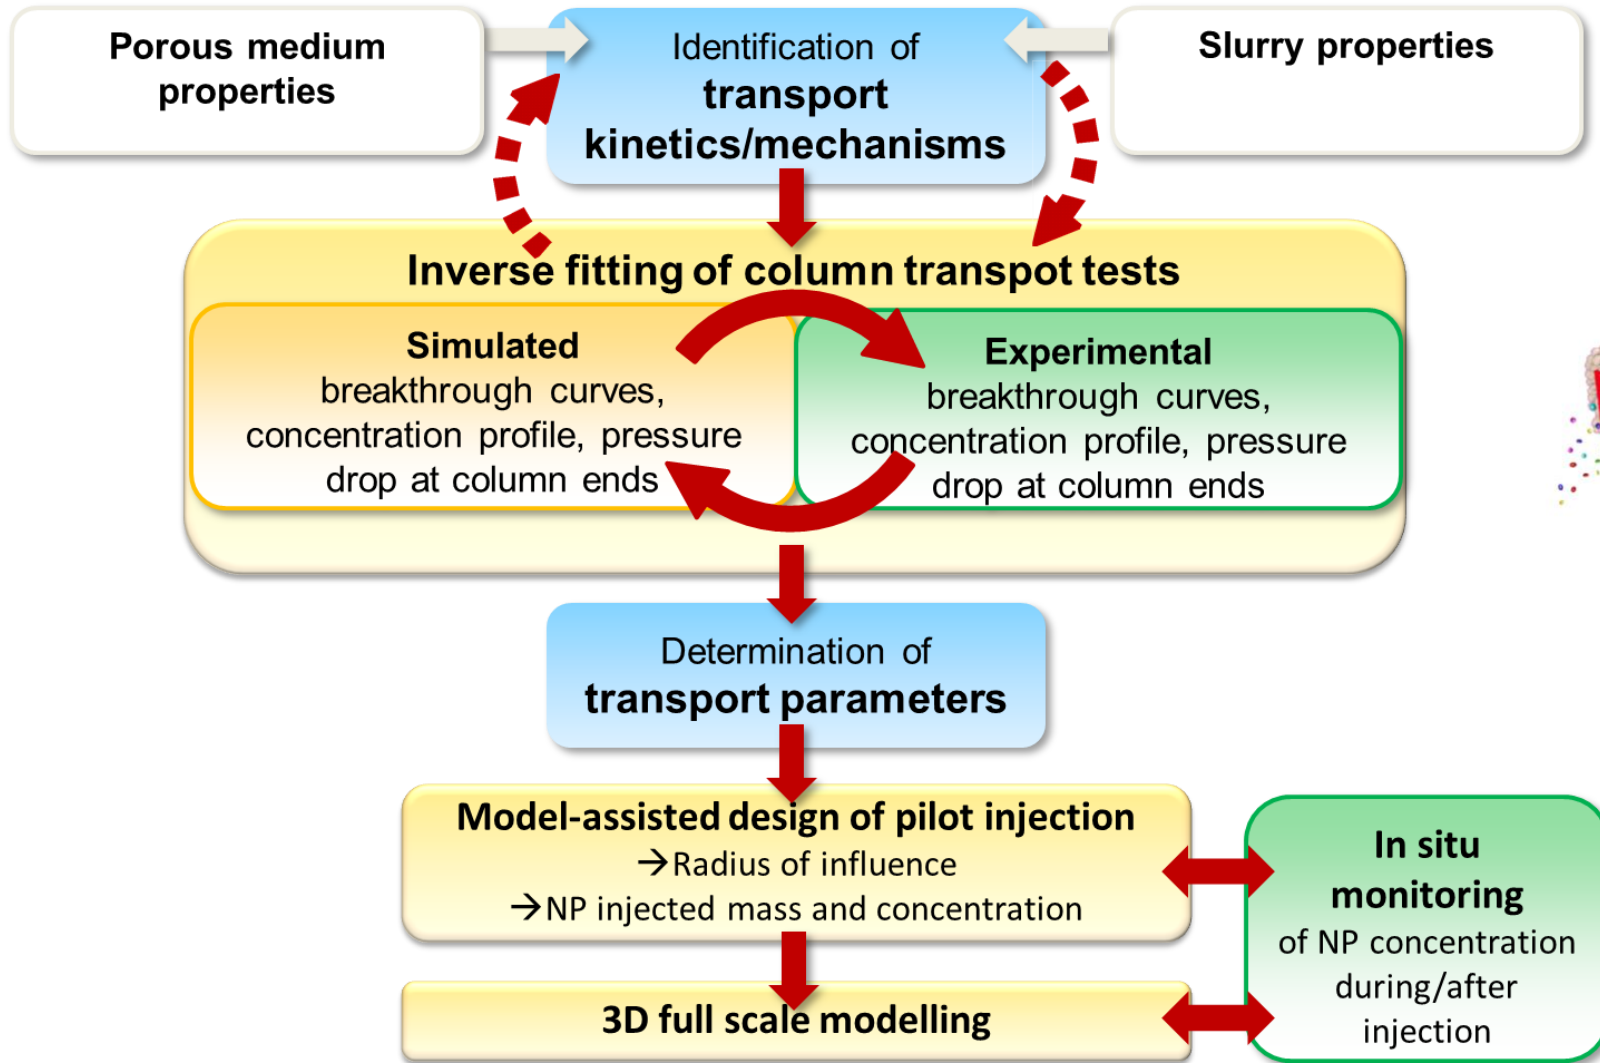 Porous medium
properties
Identification of
transport
kinetics/mechanisms
Slurry properties
Inverse fitting of column transpot tests
Simulated
breakthrough curves,
concentration profile, pressure
drop at column ends
Experimental
breakthrough curves,
concentration profile, pressure
drop at column ends
Determination of
transport parameters
Model-assisted design of pilot injection
→Radius of influence
→NP injected mass and concentration
In situ
monitoring
of NP concentration
during/after
injection
3D full scale modelling